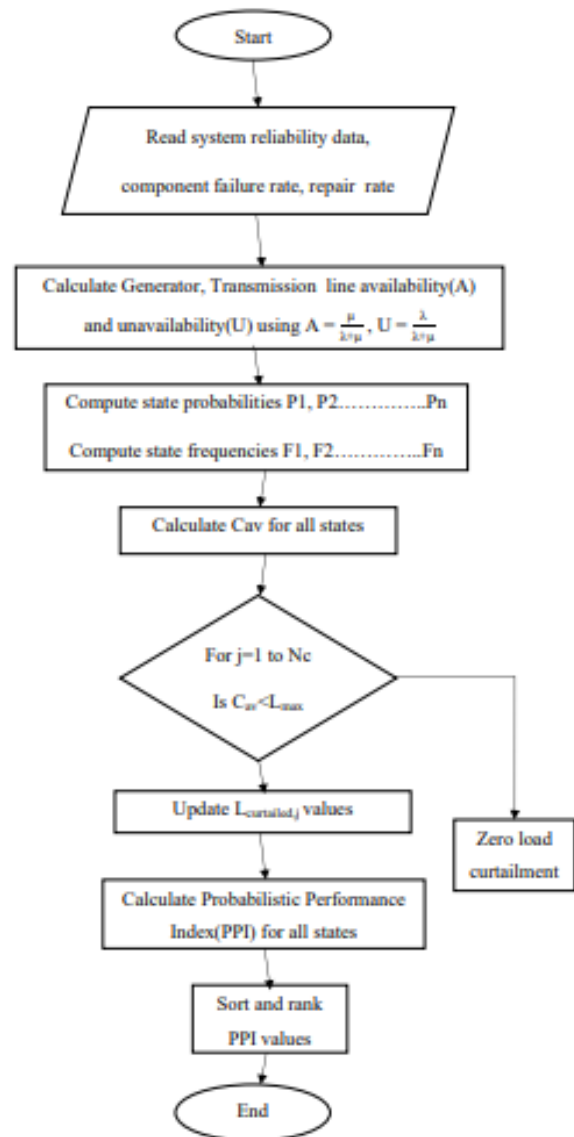 Start
Read system reliability data,
component failure rate, repair rate
Calculate Generator, Transmission line availability(A)
and unavailability(U) using A = μ/(λ+μ), U = λ/(λ+μ)
Compute state probabilities P1, P2..............Pn
Compute state frequencies F1, F2..............Fn
Calculate Cav for all states
For j=1 to Nc
Is Cav<Lmax
Update Lcurtailed,j values
Zero load
curtailment
Calculate Probabilistic Performance
Index(PPI) for all states
Sort and rank
PPI values
End